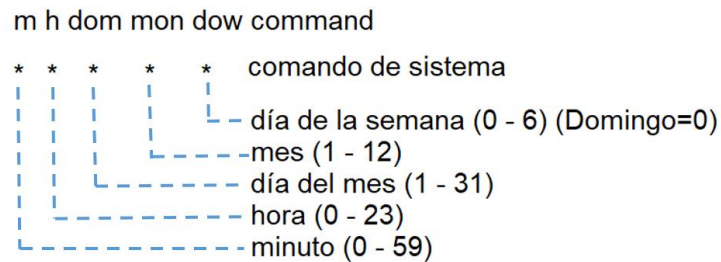 m h dom mon dow command
* * * * * comando de sistema
día de la semana (0 - 6) (Domingo=0)
mes (1 - 12)
día del mes (1 - 31)
hora (0 - 23)
minuto (0 - 59)